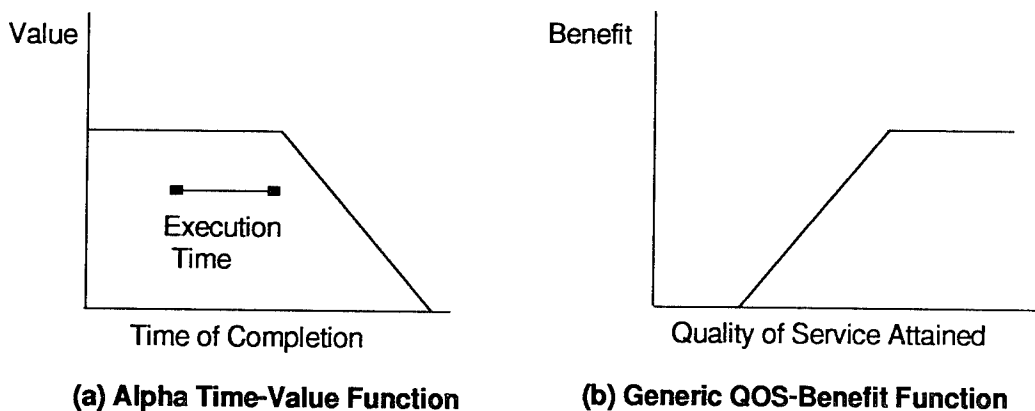 Value
Execution
Time
Time of Completion
(a) Alpha Time-Value Function
Benefit
Quality of Service Attained
(b) Generic QOS-Benefit Function